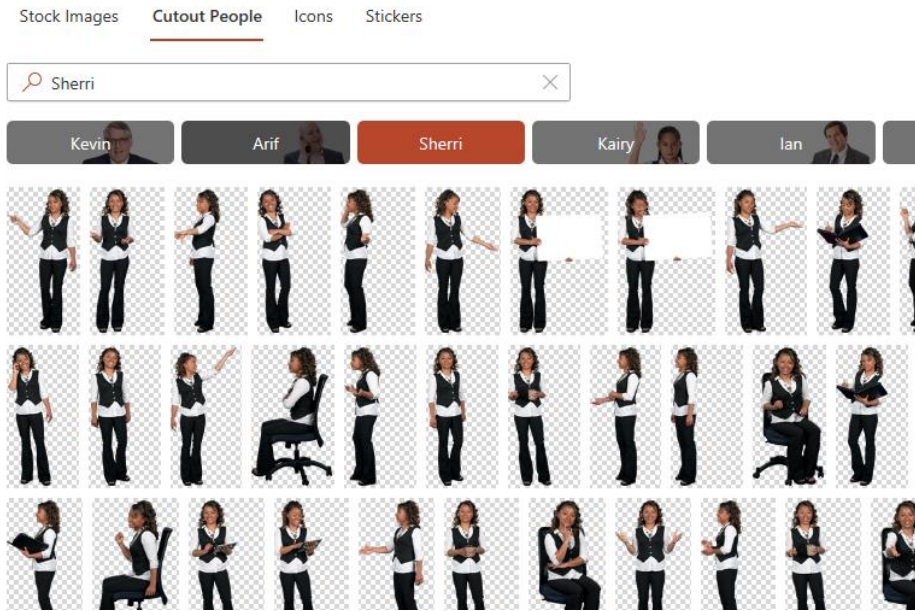 Stock Images Cutout People Icons Stickers
Sherri
Kevin Arif Sherri Kairy Ian